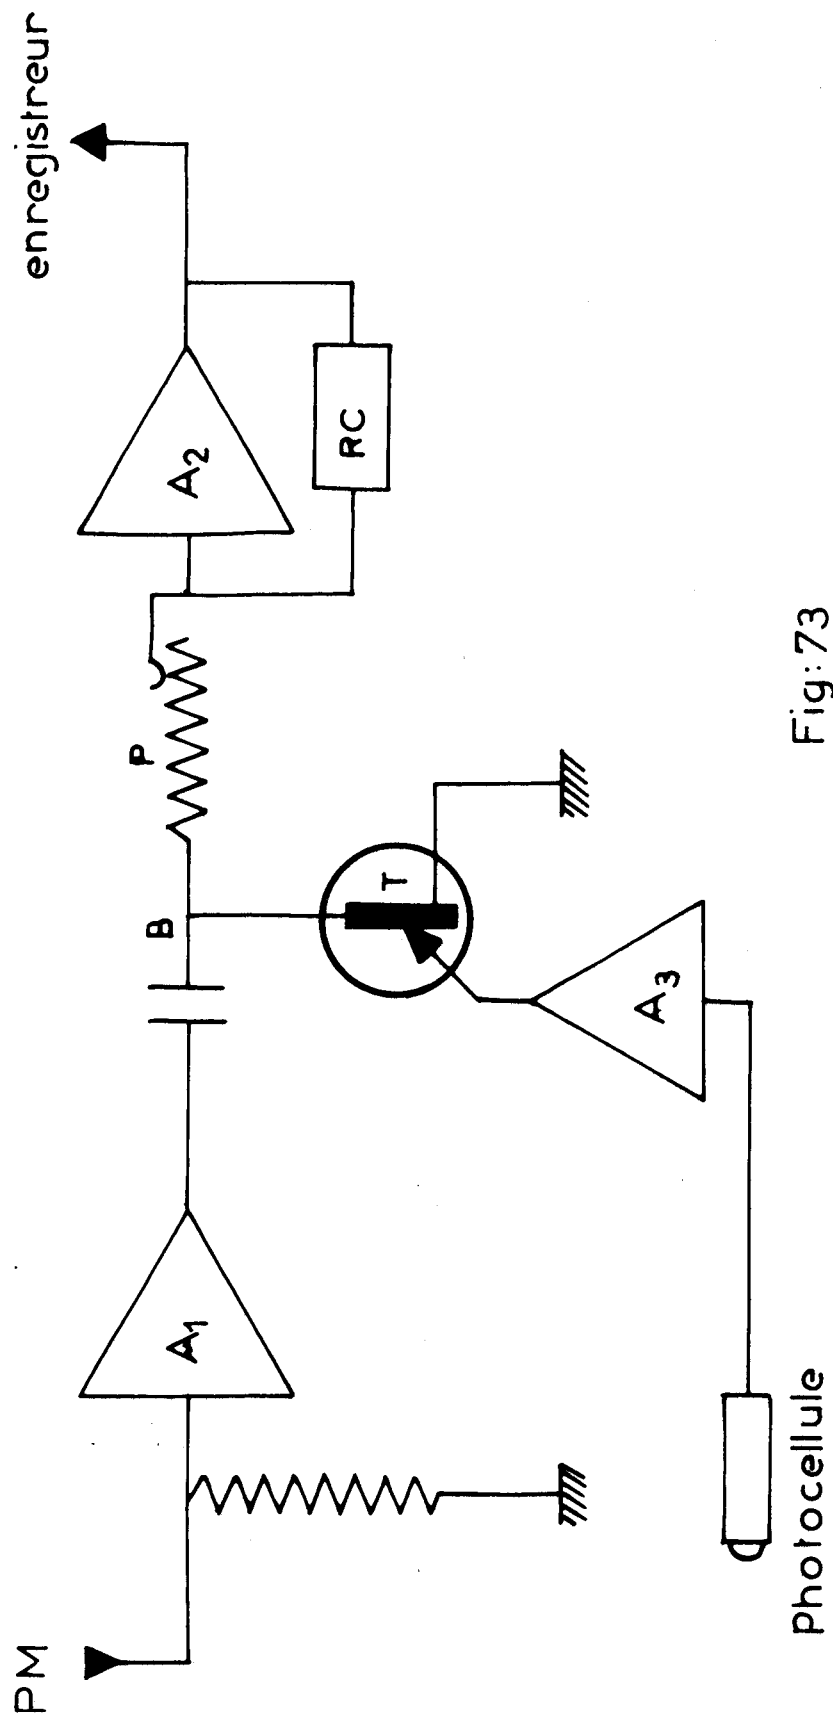 PM
enregistreur
A1
B
P
A2
RC
T
A3
Photocellule
Fig:73